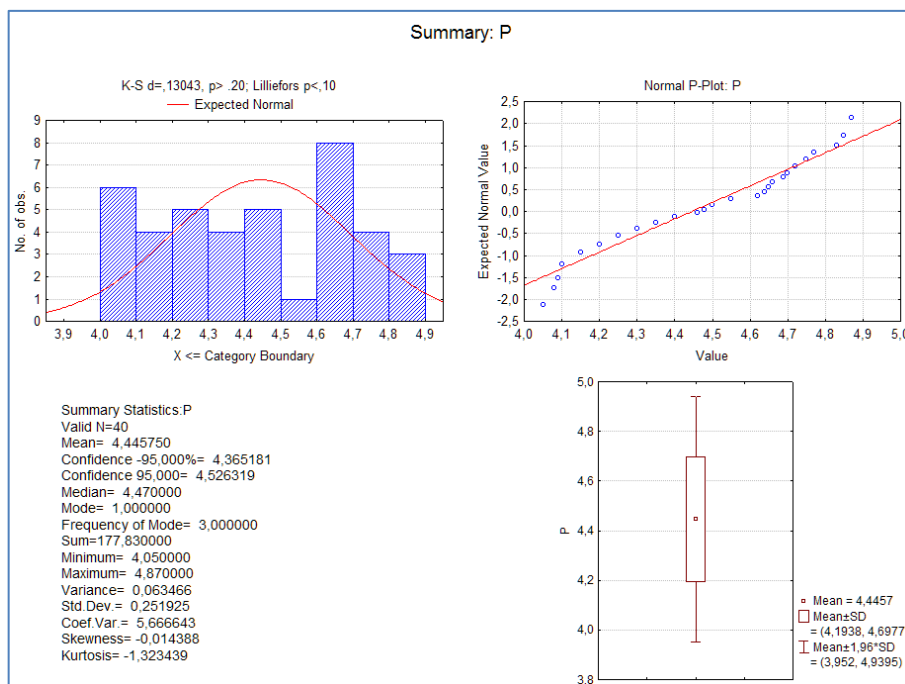 Summary: P
K-S d=,13043, p> .20; Lilliefors p<,10
Expected Normal
9
8
7
6
5
4
3
2
1
0
No. of obs.
3,9 4,0 4,1 4,2 4,3 4,4 4,5 4,6 4,7 4,8 4,9
X <= Category Boundary
Normal P-Plot: P
2,5
2,0
1,5
1,0
0,5
0,0
-0,5
-1,0
-1,5
-2,0
-2,5
Expected Normal Value
4,0 4,1 4,2 4,3 4,4 4,5 4,6 4,7 4,8 4,9 5,0
Value
Summary Statistics:P
Valid N=40
Mean= 4,445750
Confidence -95,000%= 4,365181
Confidence 95,000= 4,526319
Median= 4,470000
Mode= 1,000000
Frequency of Mode= 3,000000
Sum=177,830000
Minimum= 4,050000
Maximum= 4,870000
Variance= 0,063466
Std.Dev.= 0,251925
Coef.Var.= 5,666643
Skewness= -0,014388
Kurtosis= -1,323439
5,0
4,8
4,6
4,4
4,2
4,0
3,8
P
Mean = 4,4457
Mean±SD
= (4,1938, 4,6977)
Mean±1,96*SD
= (3,952, 4,9395)